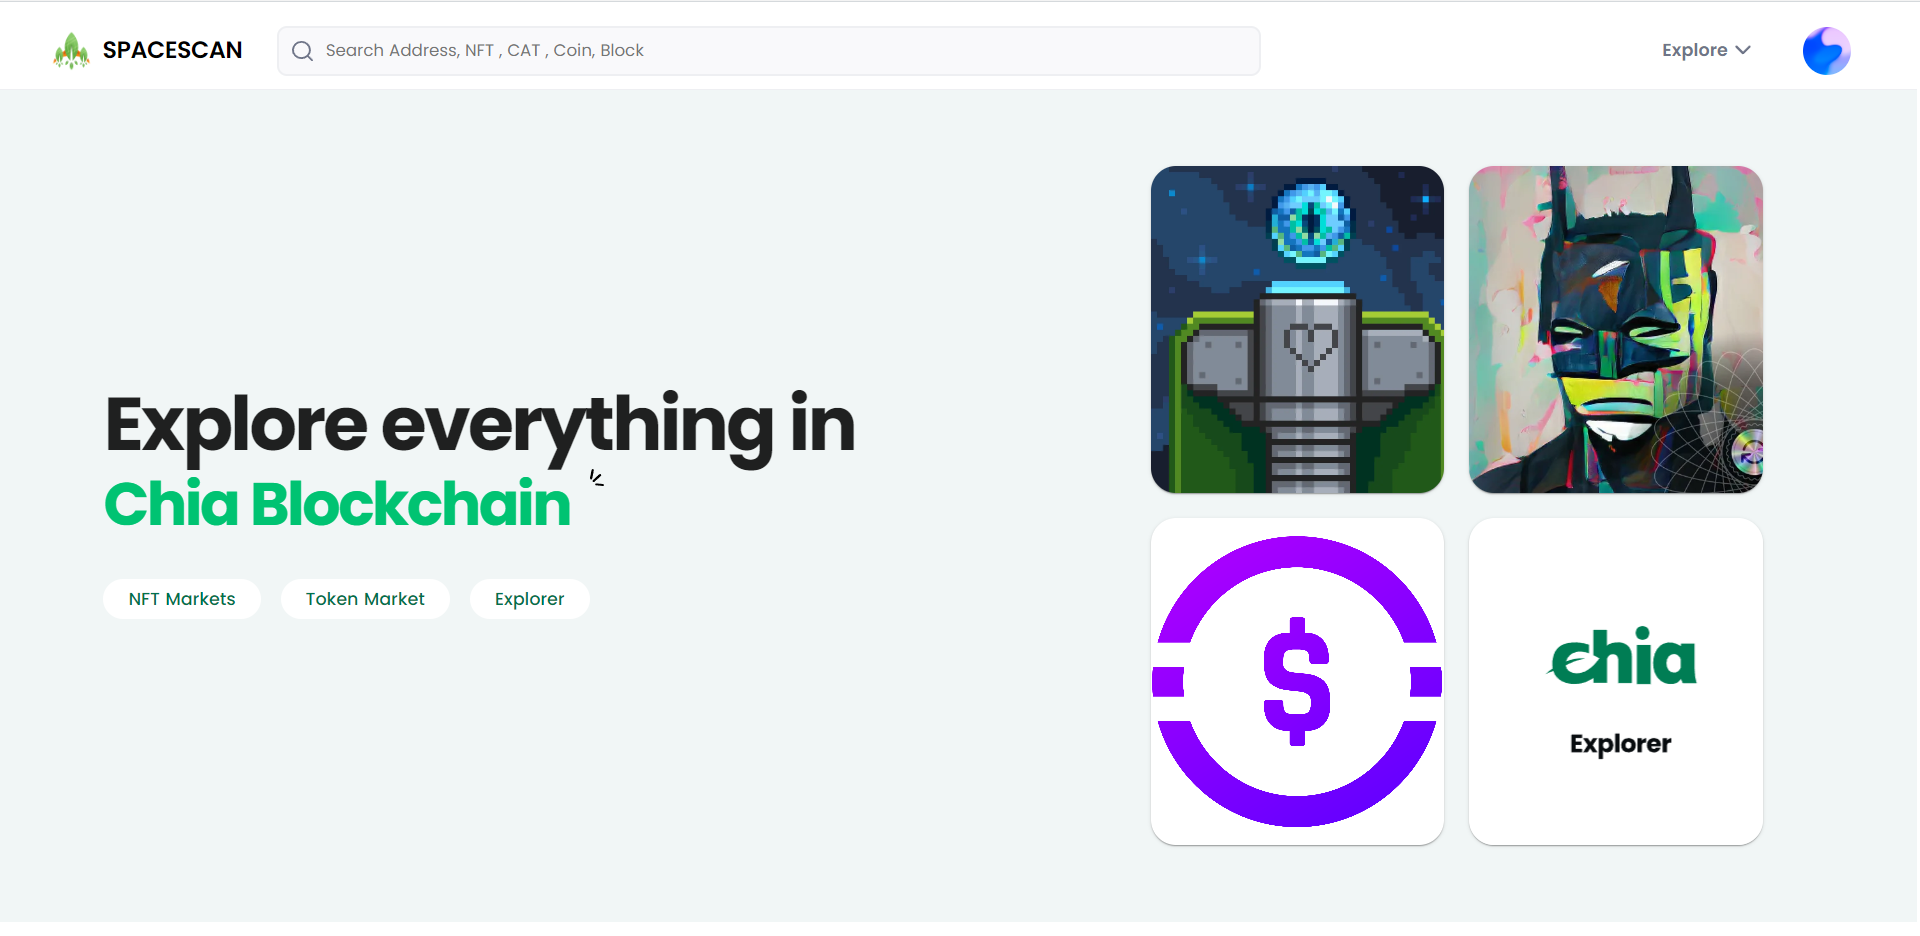 SPACESCAN
Search Address, NFT , CAT , Coin, Block
Explore
Explore everything in
Chia Blockchain
NFT Markets
Token Market
Explorer
$
chia
Explorer